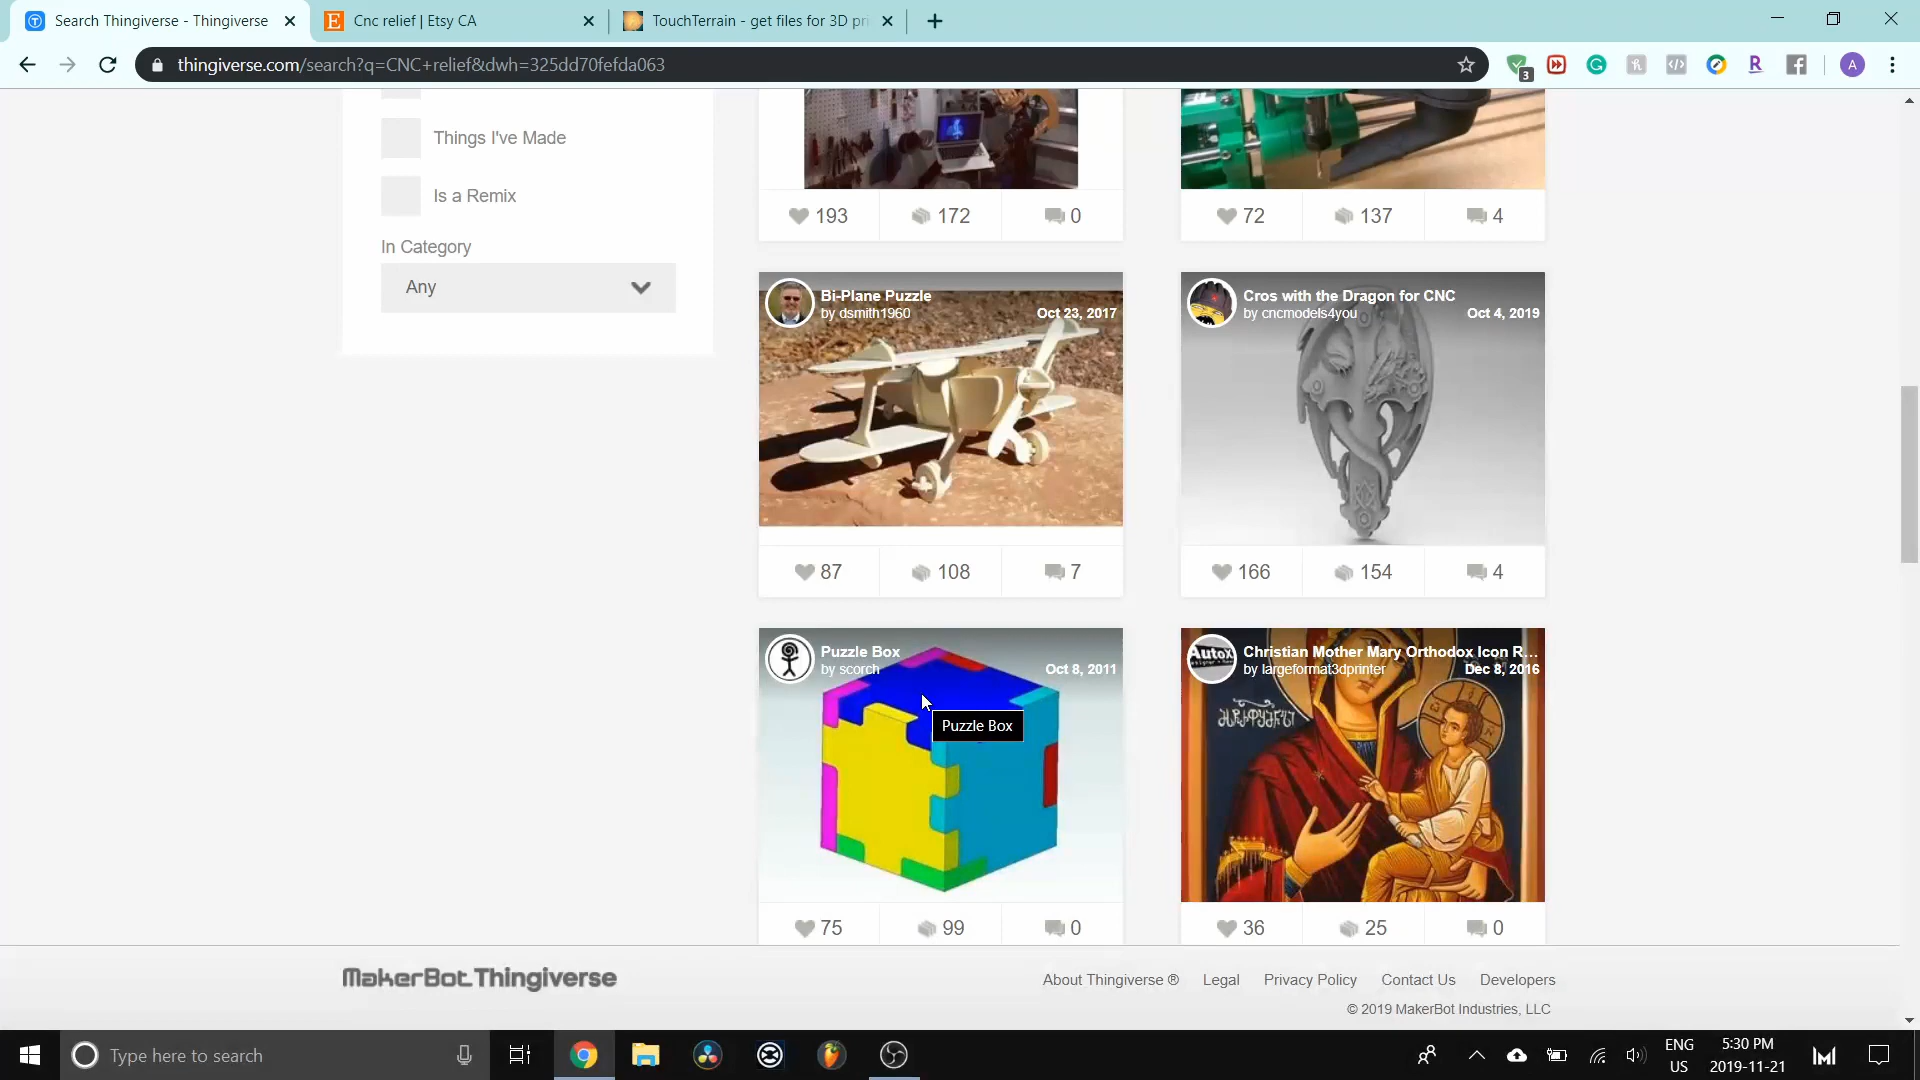 Search Thingiverse - Thingiverse
Cnc relief | Etsy CA
TouchTerrain - get files for 3D pri
thingiverse.com/search?q=CNC+relief&dwh=325dd70fefda063
3
A
Things I've Made
Is a Remix
In Category
Any
193 172 0
72 137 4
Bi-Plane Puzzle
by dsmith1960
Oct 23, 2017
87 108 7
Cros with the Dragon for CNC
by cncmodels4you
Oct 4, 2019
166 154 4
Puzzle Box
by scorch
Oct 8, 2011
Puzzle Box
75 99 0
Autox
Christian Mother Mary Orthodox Icon R...
by largeformat3dprinter
Dec 8, 2016
36 25 0
MakerBot Thingiverse
About Thingiverse ® Legal Privacy Policy Contact Us Developers
© 2019 MakerBot Industries, LLC
Type here to search
ENG
US
5:30 PM
2019-11-21